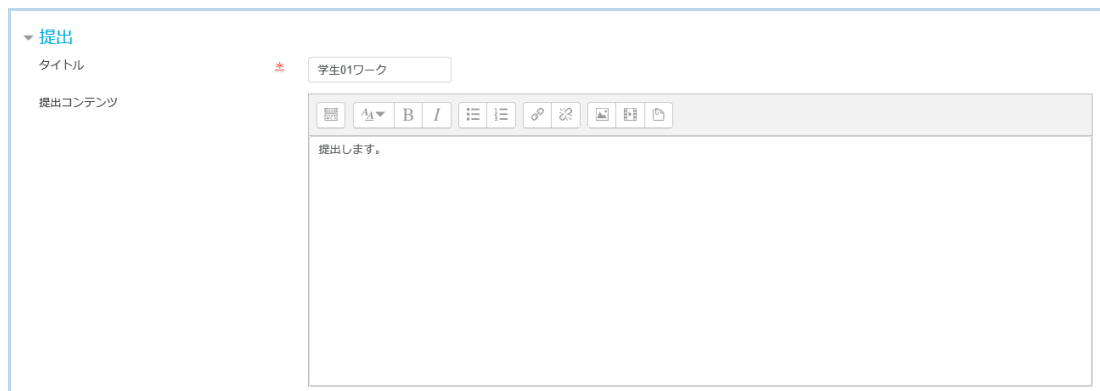 提出
タイトル
学生01ワーク
提出コンテンツ
提出します。